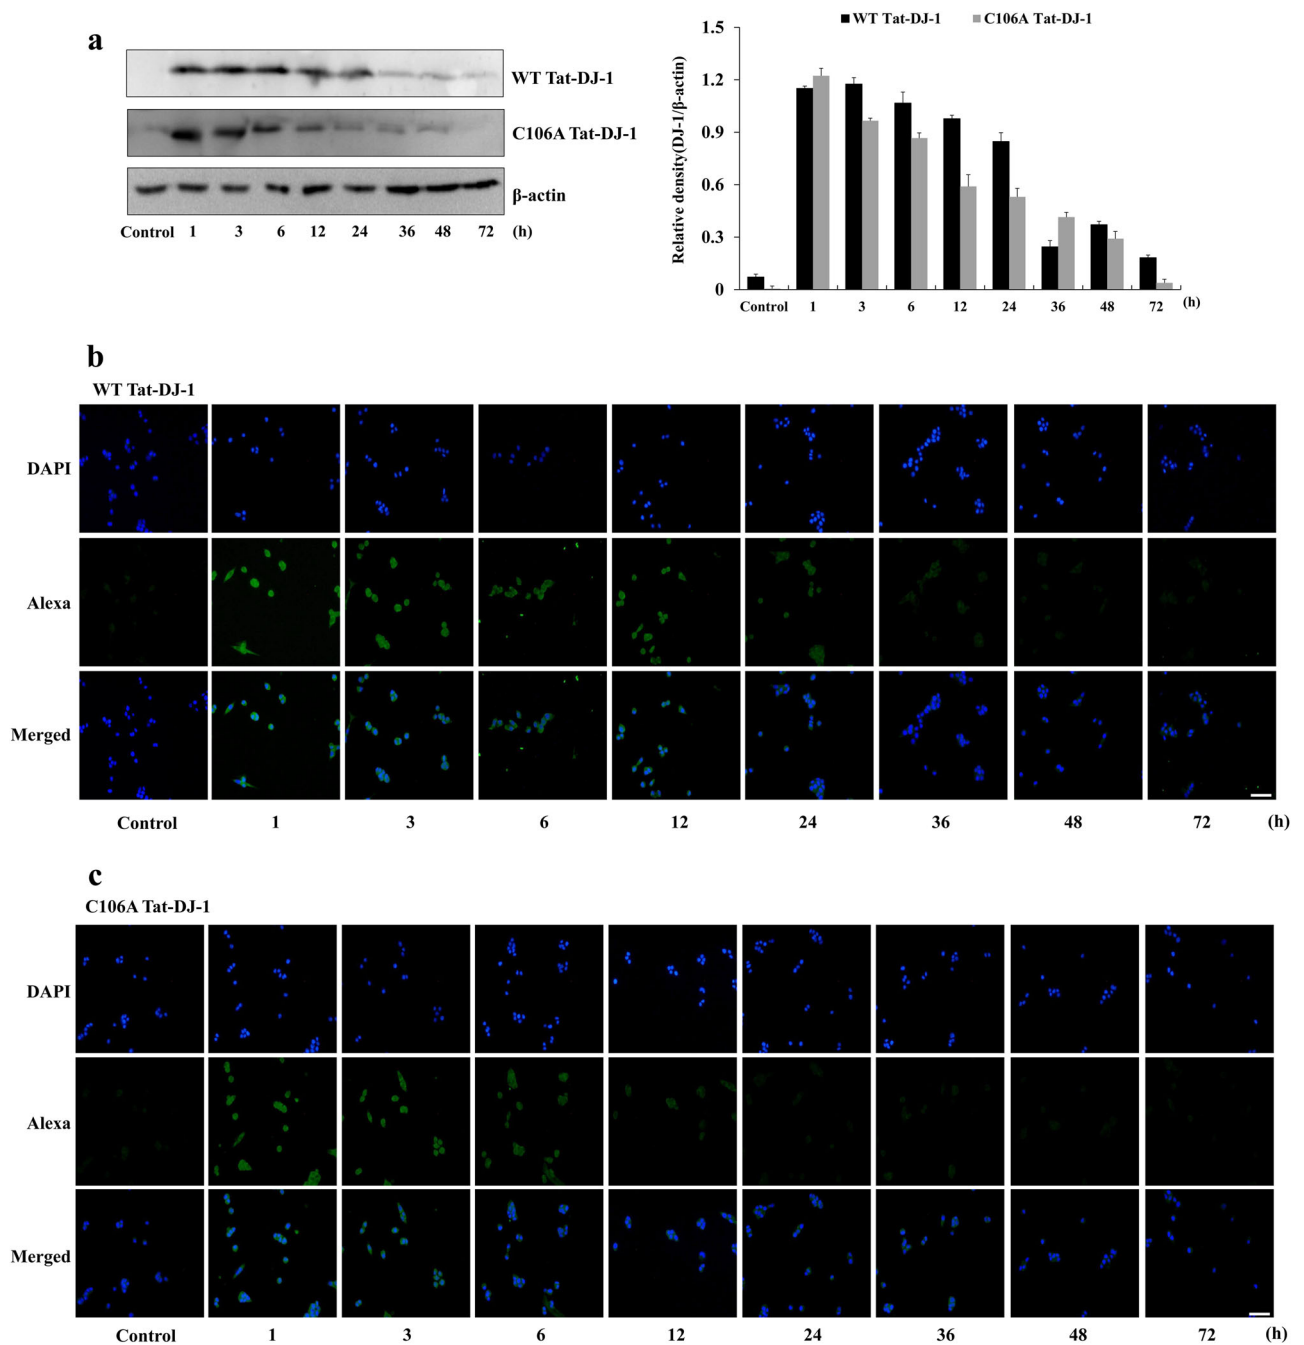 a
WT Tat-DJ-1
C106A Tat-DJ-1
β-actin
Control 1 3 6 12 24 36 48 72 (h)
WT Tat-DJ-1 C106A Tat-DJ-1
Relative density(DJ-1/β-actin)
1.5
1.2
0.9
0.6
0.3
0
Control 1 3 6 12 24 36 48 72 (h)
b
WT Tat-DJ-1
DAPI
Alexa
Merged
Control 1 3 6 12 24 36 48 72 (h)
c
C106A Tat-DJ-1
DAPI
Alexa
Merged
Control 1 3 6 12 24 36 48 72 (h)